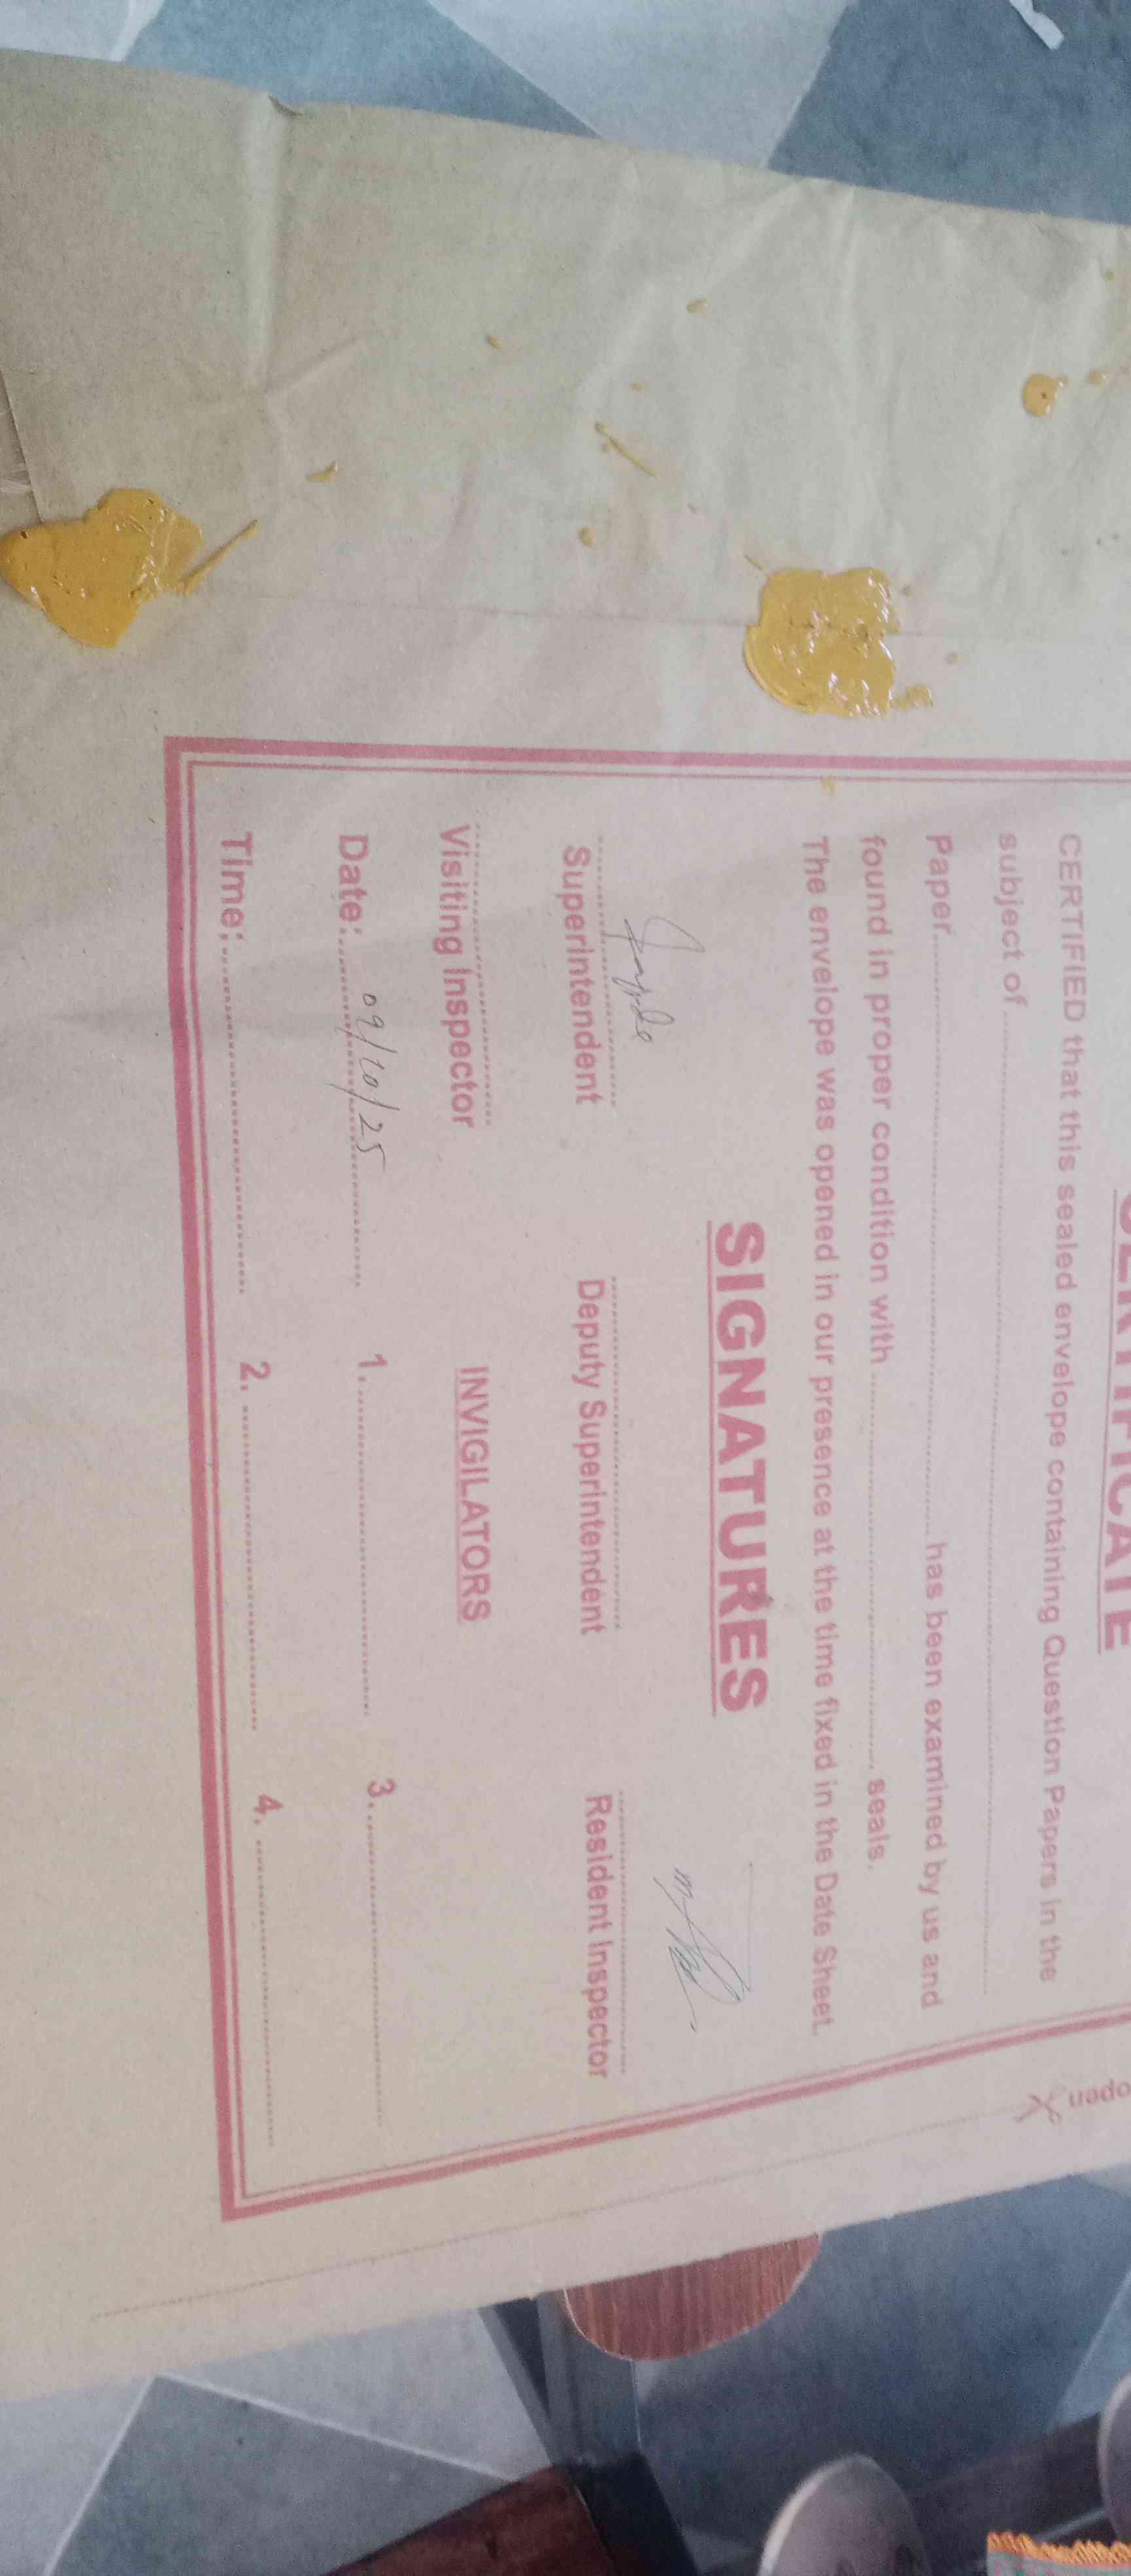 CERTIFICATE
CERTIFIED that this sealed envelope containing Question Papers in the
subject of
Paper has been examined by us and
found in proper condition with seals.
The envelope was opened in our presence at the time fixed in the Date Sheet.
SIGNATURES
Superintendent Deputy Superintendent Resident Inspector
Visiting Inspector INVIGILATORS
Date: 09/10/25 1. 3.
Time: 2. 4.
open